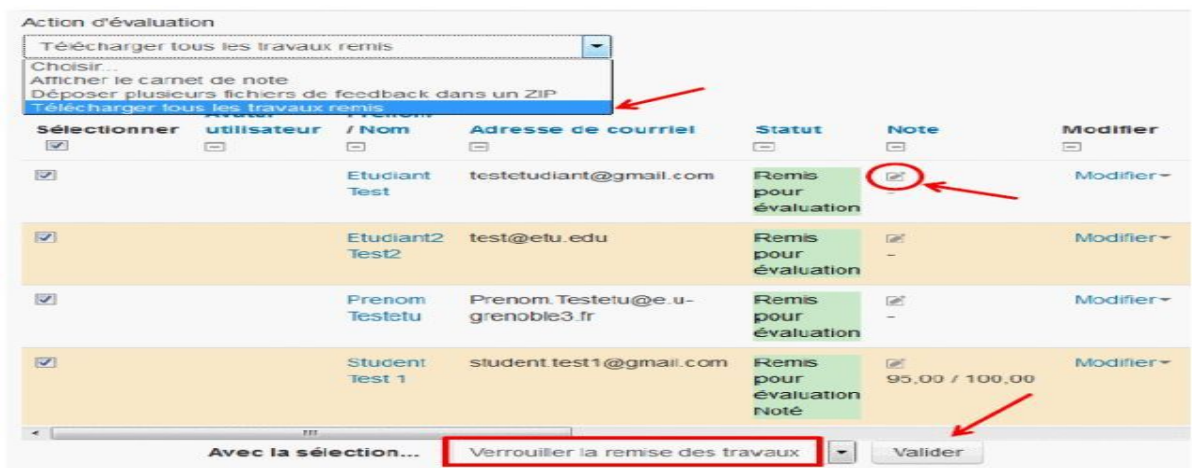 Action d'évaluation
Télécharger tous les travaux remis
Choisir...
Afficher le carnet de note
Déposer plusieurs fichiers de feedback dans un ZIP
Télécharger tous les travaux remis
Sélectionner Avatar utilisateur Prénom / Nom Adresse de courriel Statut Note Modifier
Etudiant testetudiant@gmail.com Remis Modifier
Test pour -
évaluation
Etudiant2 test@etu.edu Remis Modifier
Test2 pour -
évaluation
Prenom Prenom.Testetu@e.u- Remis Modifier
Testetu grenoble3.fr pour -
évaluation
Student student.test1@gmail.com Remis Modifier
Test 1 pour 95,00 / 100,00
évaluation
Noté
Avec la sélection... Verrouiller la remise des travaux Valider